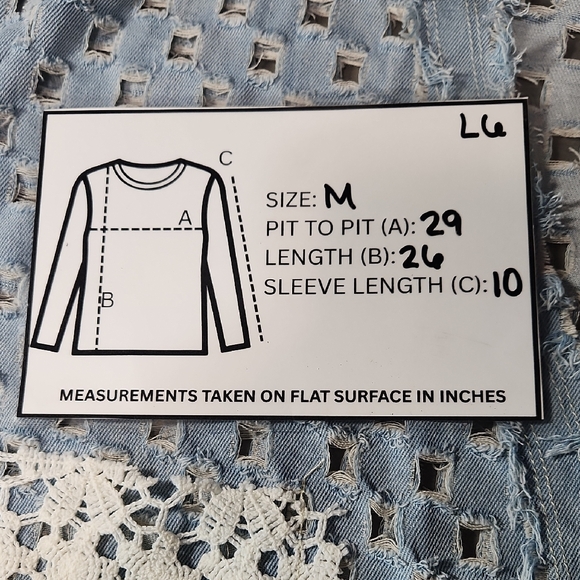 L6
C
SIZE: M
A
PIT TO PIT (A): 29
LENGTH (B): 26
SLEEVE LENGTH (C): 10
B
MEASUREMENTS TAKEN ON FLAT SURFACE IN INCHES